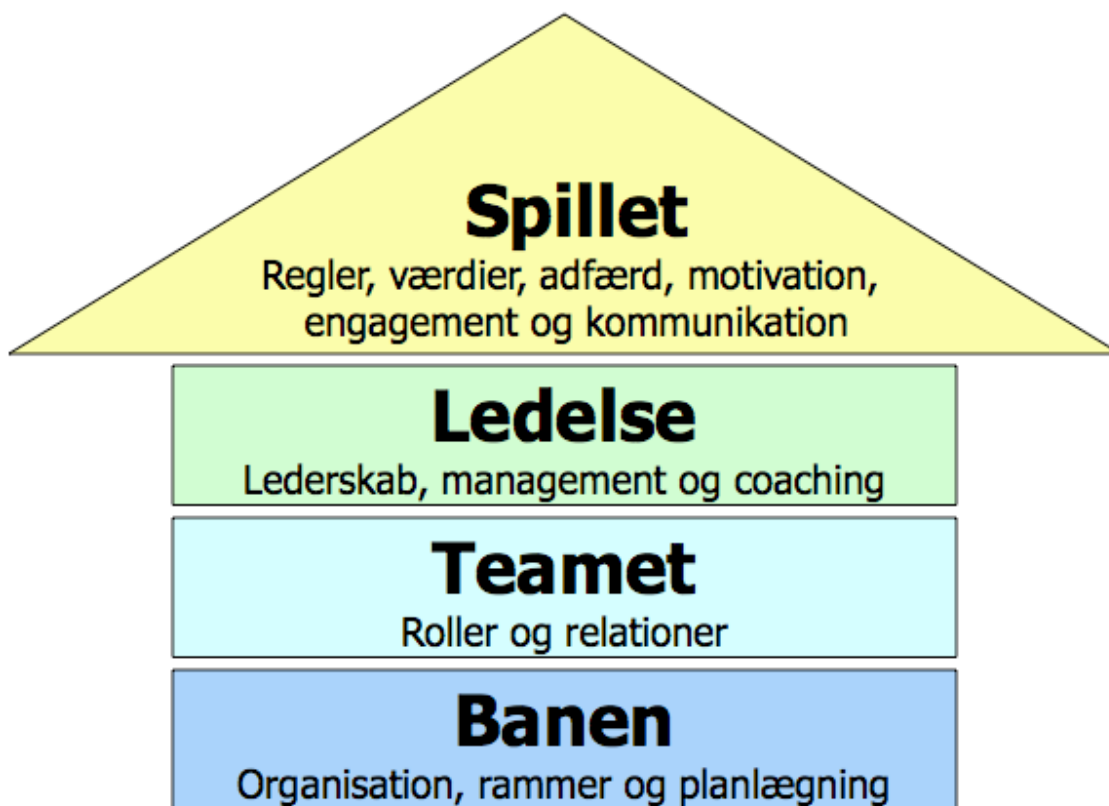 Spillet
Regler, værdier, adfærd, motivation,
engagement og kommunikation
Ledelse
Lederskab, management og coaching
Teamet
Roller og relationer
Banen
Organisation, rammer og planlægning